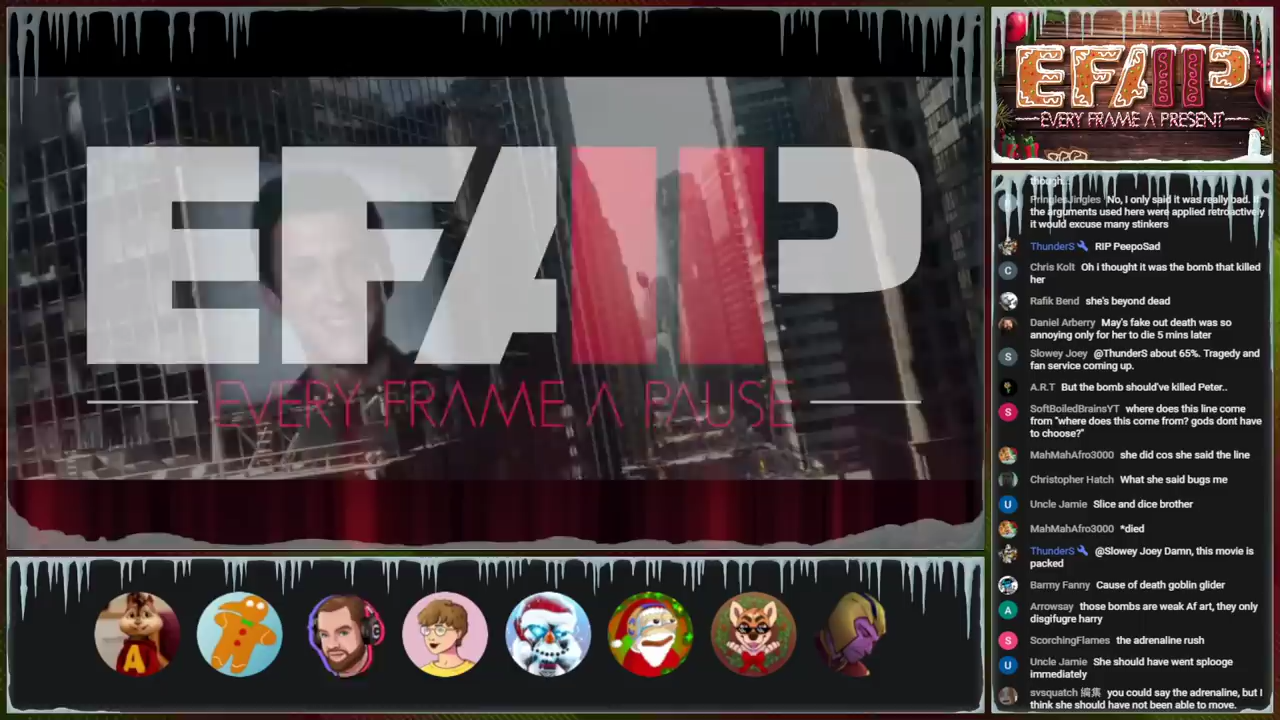 EFAP
EVERY FRAME A PAUSE
EFAP
EVERY FRAME A PRESENT
though...
PringlesJingles No, I only said it was really bad. If
the arguments used here were applied retroactively
it would excuse many stinkers
ThunderS RIP PeepoSad
C Chris Kolt Oh i thought it was the bomb that killed
her
Rafik Bend she's beyond dead
Daniel Arberry May's fake out death was so
annoying only for her to die 5 mins later
S Slowey Joey @ThunderS about 65%. Tragedy and
fan service coming up.
A.R.T But the bomb should've killed Peter..
S SoftBoiledBrainsYT where does this line come
from "where does this come from? gods dont have
to choose?"
MahMahAfro3000 she did cos she said the line
Christopher Hatch What she said bugs me
U Uncle Jamie Slice and dice brother
MahMahAfro3000 *died
ThunderS @Slowey Joey Damn, this movie is
packed
Barmy Fanny Cause of death goblin glider
A Arrowsay those bombs are weak Af art, they only
disgifugre harry
S ScorchingFlames the adrenaline rush
U Uncle Jamie She should have went splooge
immediately
svsquatch 編集 you could say the adrenaline, but I
think she should have not been able to move.
A